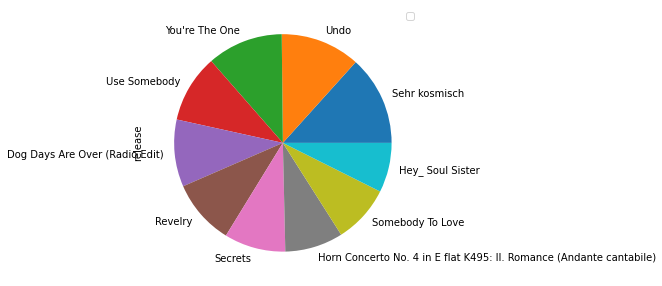 You're The One
Undo
Use Somebody
Sehr kosmisch
release
Dog Days Are Over (Radio Edit)
Hey_ Soul Sister
Revelry
Somebody To Love
Secrets
Horn Concerto No. 4 in E flat K495: II. Romance (Andante cantabile)